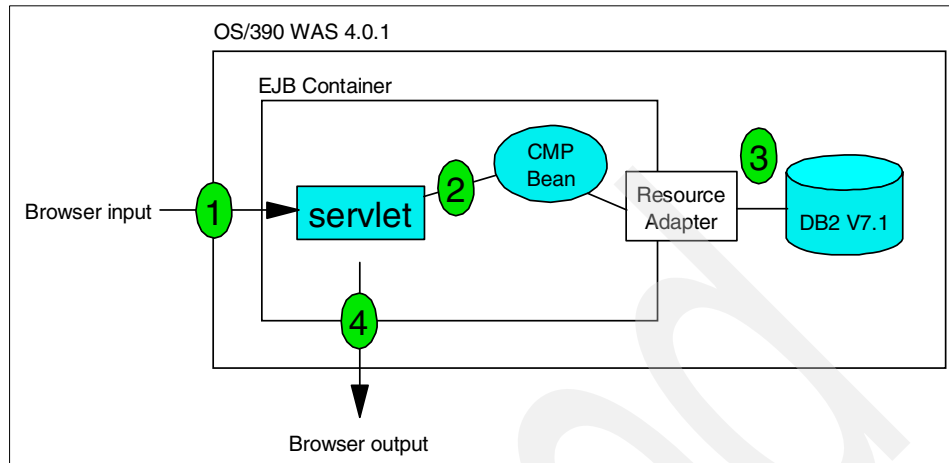 OS/390 WAS 4.0.1
EJB Container
CMP
Bean
3
2
Browser input
1
servlet
Resource
Adapter
DB2 V7.1
4
Browser output